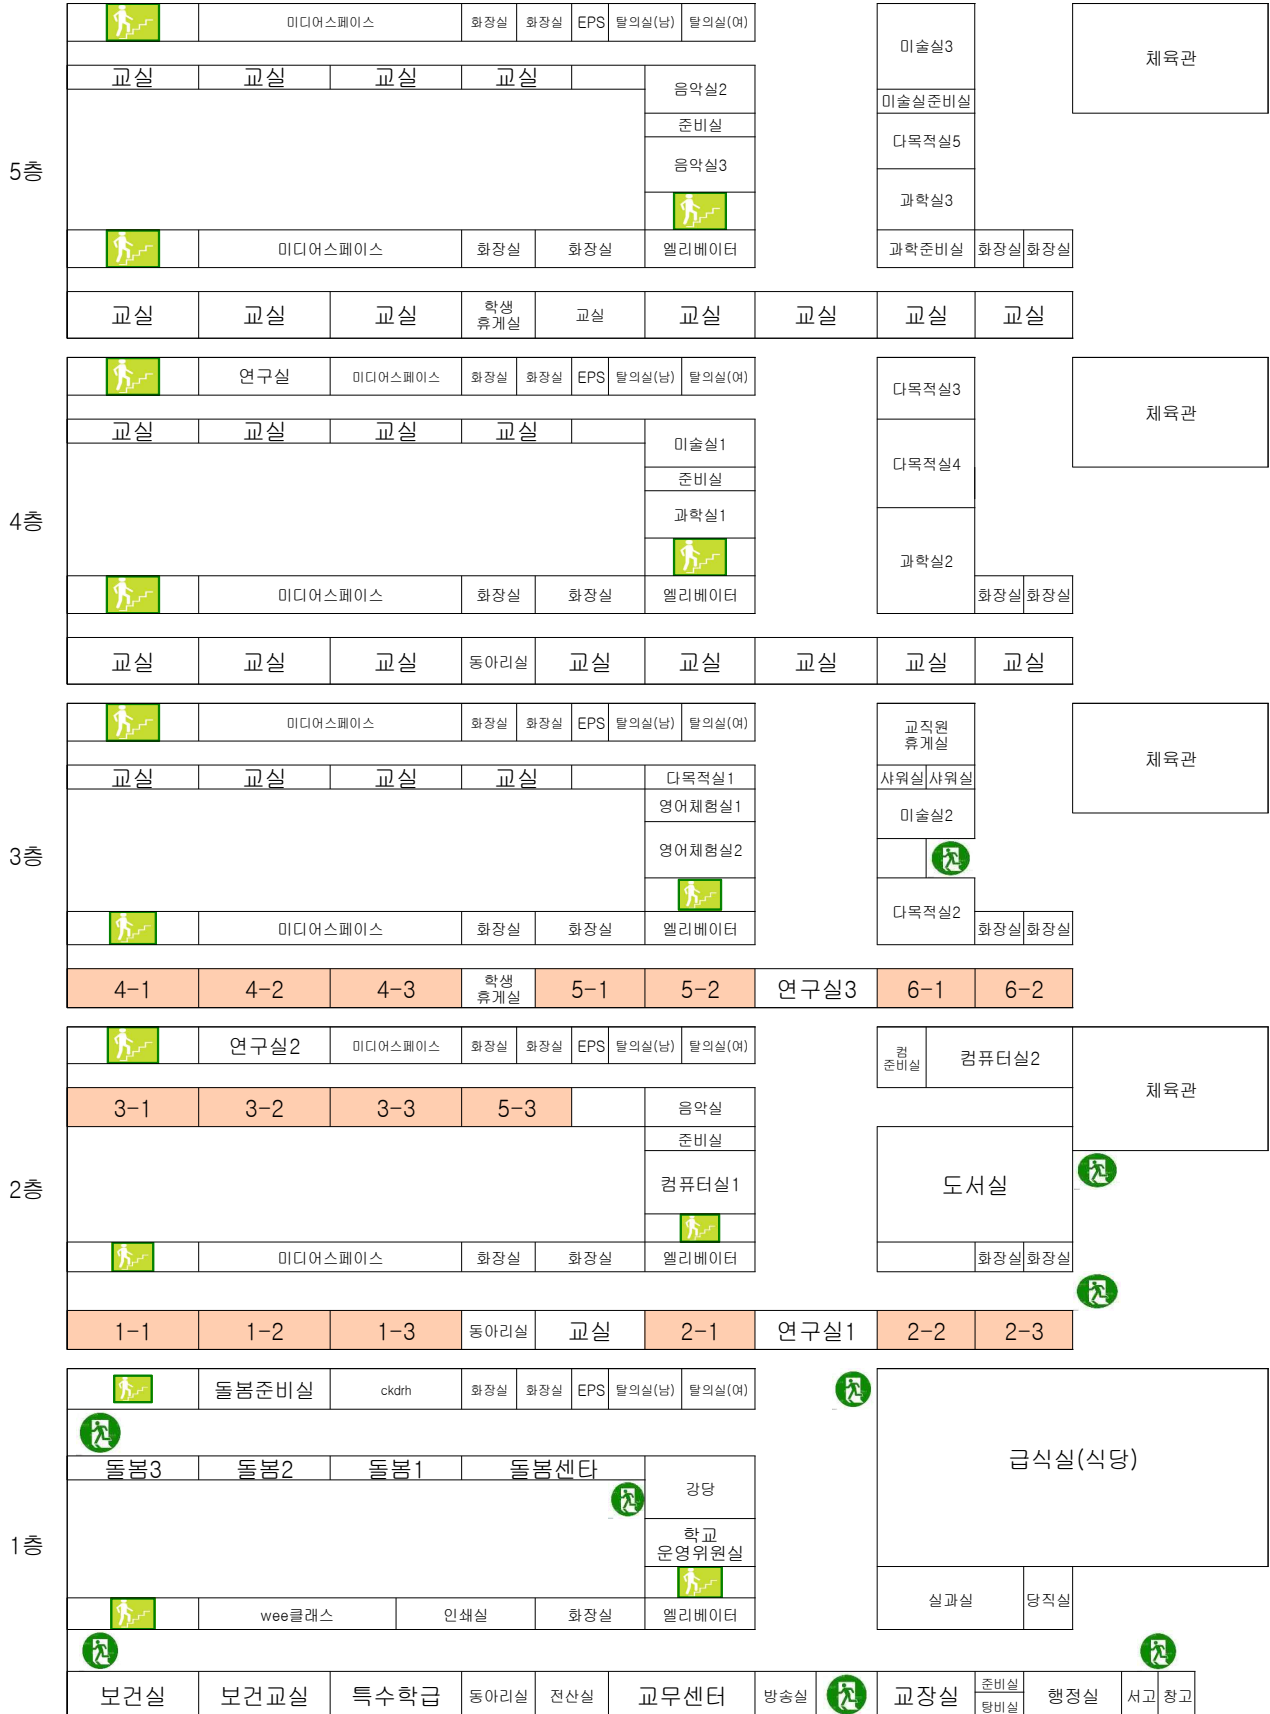 미디어스페이스 화장실 화장실 EPS 탈의실(남) 탈의실(여)
미술실3
체육관
교실 교실 교실 교실
음악실2
미술실준비실
준비실
다목적실5
5층
음악실3
과학실3
미디어스페이스 화장실 화장실 엘리베이터 과학준비실 화장실 화장실
교실 교실 교실 학생 휴게실 교실 교실 교실 교실 교실
연구실 미디어스페이스 화장실 화장실 EPS 탈의실(남) 탈의실(여)
다목적실3
체육관
교실 교실 교실 교실
미술실1
다목적실4
준비실
4층
과학실1
과학실2
미디어스페이스 화장실 화장실 엘리베이터 화장실 화장실
교실 교실 교실 동아리실 교실 교실 교실 교실 교실
미디어스페이스 화장실 화장실 EPS 탈의실(남) 탈의실(여)
교직원
휴게실
체육관
교실 교실 교실 교실 다목적실1 샤워실 샤워실
영어체험실1
미술실2
3층
영어체험실2
다목적실2
미디어스페이스 화장실 화장실 엘리베이터 화장실 화장실
4-1 4-2 4-3 학생 휴게실 5-1 5-2 연구실3 6-1 6-2
연구실2 미디어스페이스 화장실 화장실 EPS 탈의실(남) 탈의실(여)
컴
준비실
컴퓨터실2
체육관
3-1 3-2 3-3 5-3 음악실
준비실
2층
컴퓨터실1
도서실
미디어스페이스 화장실 화장실 엘리베이터 화장실 화장실
1-1 1-2 1-3 동아리실 교실 2-1 연구실1 2-2 2-3
돌봄준비실 ckdrh 화장실 화장실 EPS 탈의실(남) 탈의실(여)
급식실(식당)
돌봄3 돌봄2 돌봄1 돌봄센타
강당
1층
학교
운영위원실
실과실 당직실
wee클래스 인쇄실 화장실 엘리베이터
보건실 보건교실 특수학급 동아리실 전산실 교무센터 방송실 교장실 준비실 탕비실 행정실 서고 창고